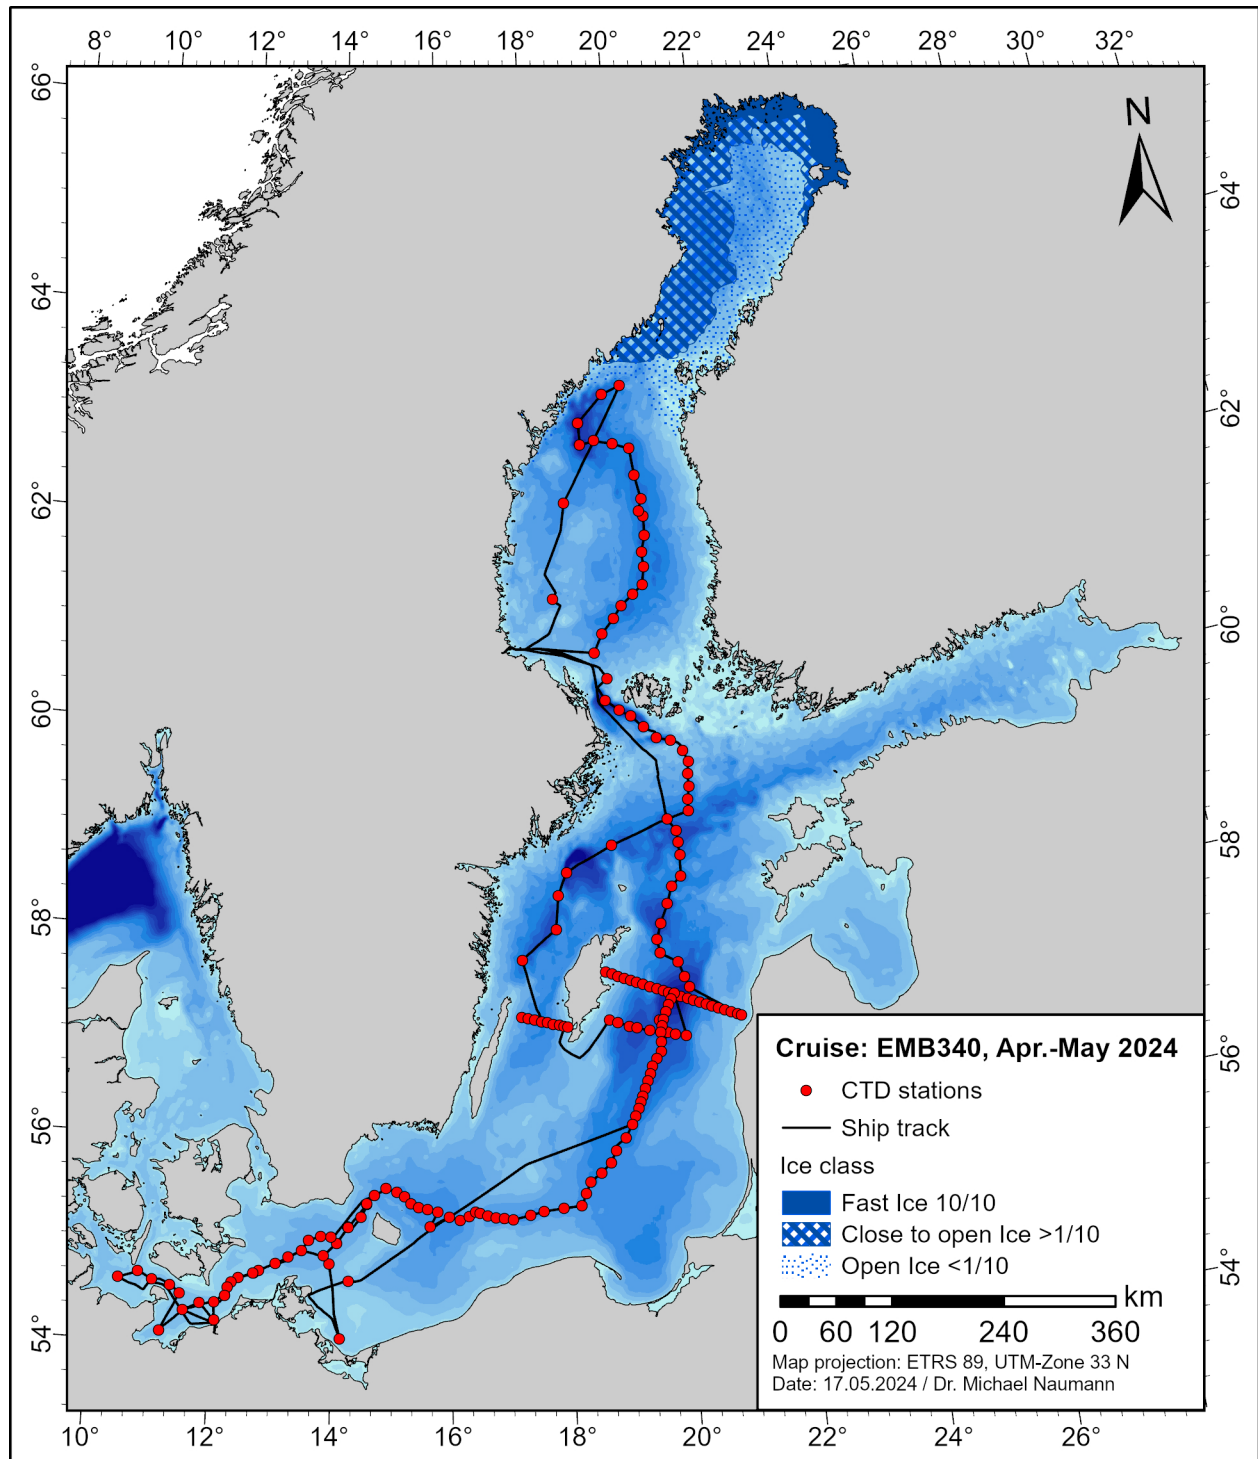 8° 10° 12° 14° 16° 18° 20° 22° 24° 26° 28° 30° 32°
66°
64°
62°
60°
58°
56°
54°
64°
62°
60°
58°
56°
54°
N
Cruise: EMB340, Apr.-May 2024
CTD stations
Ship track
Ice class
Fast Ice 10/10
Close to open Ice >1/10
Open Ice <1/10
km
0 60 120 240 360
Map projection: ETRS 89, UTM-Zone 33 N
Date: 17.05.2024 / Dr. Michael Naumann
10° 12° 14° 16° 18° 20° 22° 24° 26°